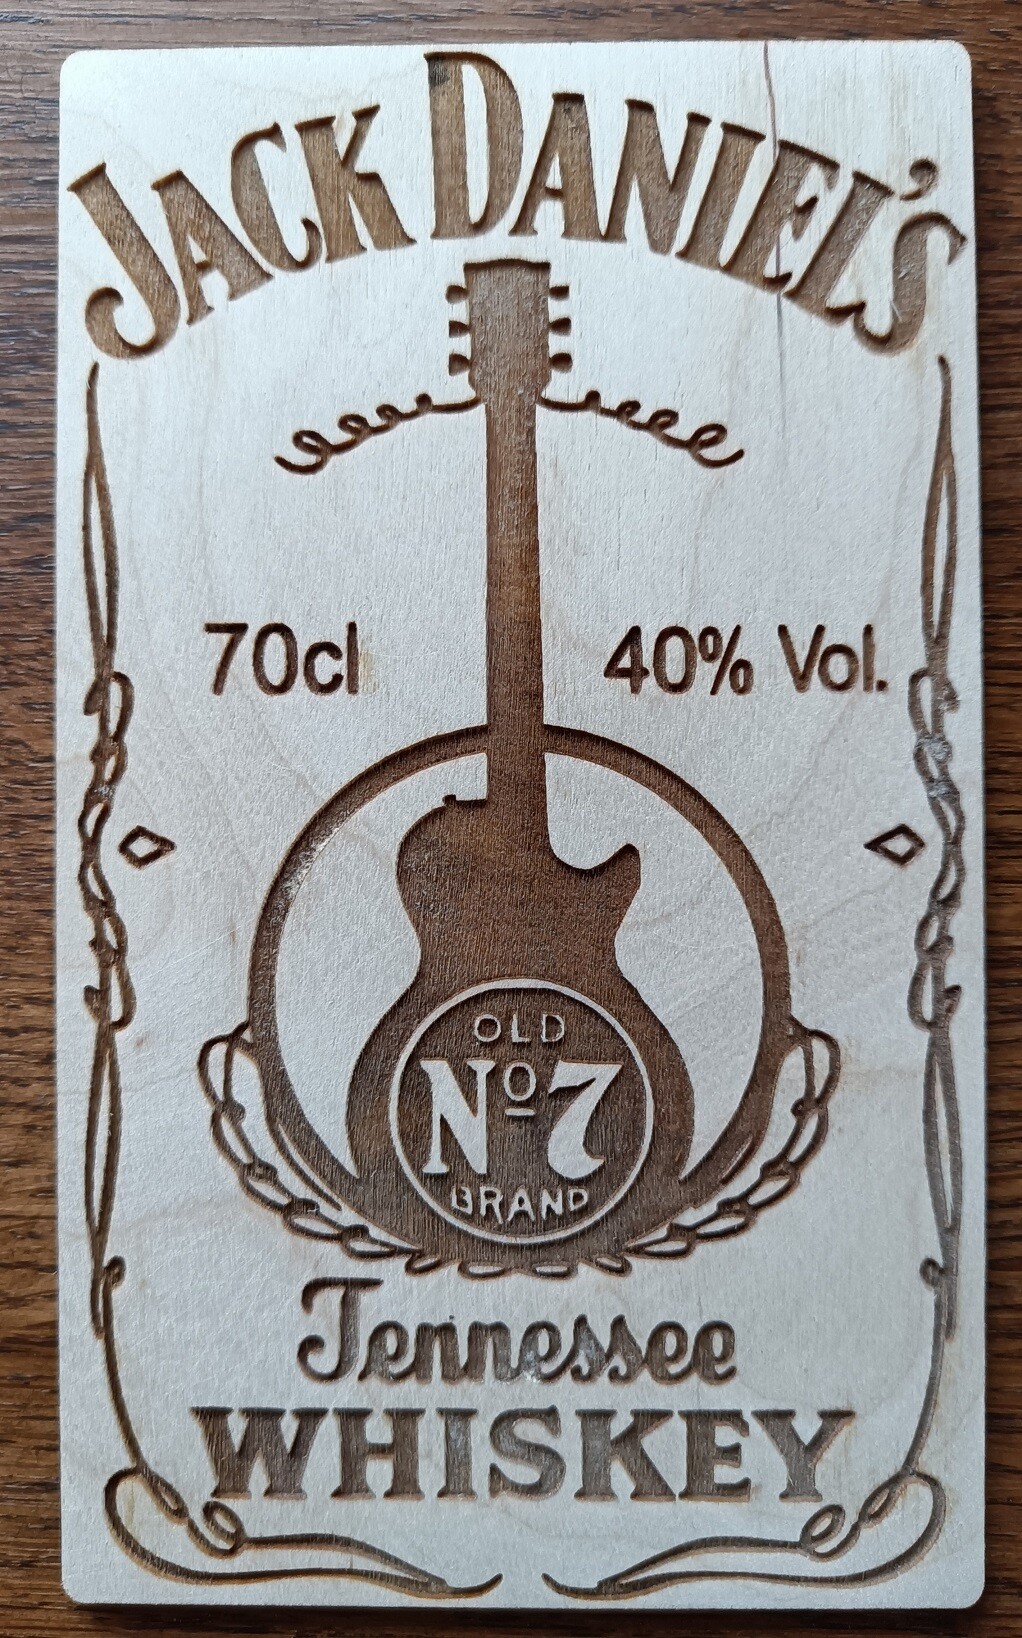 JACK DANIEL'S
70cl 40% Vol.
OLD
Nº7
BRAND
Tennessee
WHISKEY